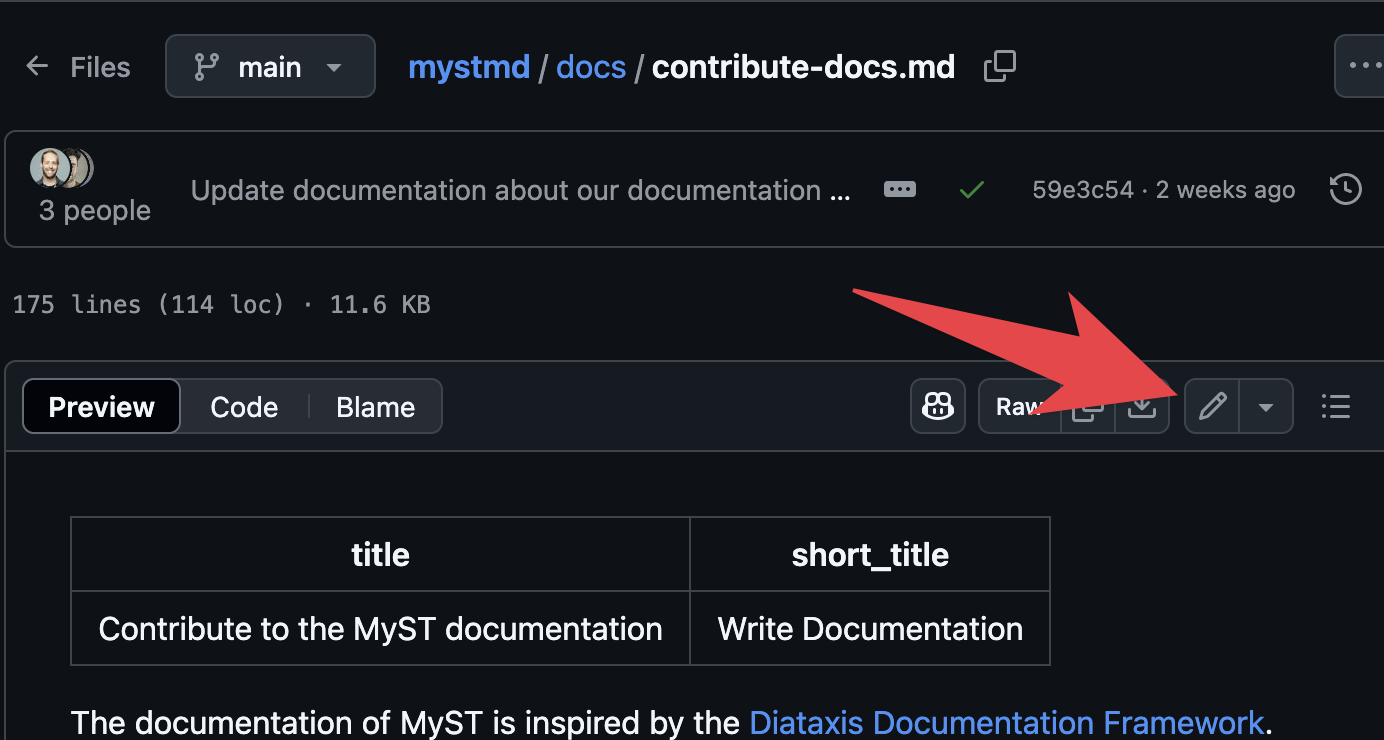 Files main mystmd / docs / contribute-docs.md
Update documentation about our documentation ... 59e3c54 · 2 weeks ago
3 people
175 lines (114 loc) · 11.6 KB
Preview Code Blame Raw
title short_title
Contribute to the MyST documentation Write Documentation
The documentation of MyST is inspired by the Diataxis Documentation Framework.